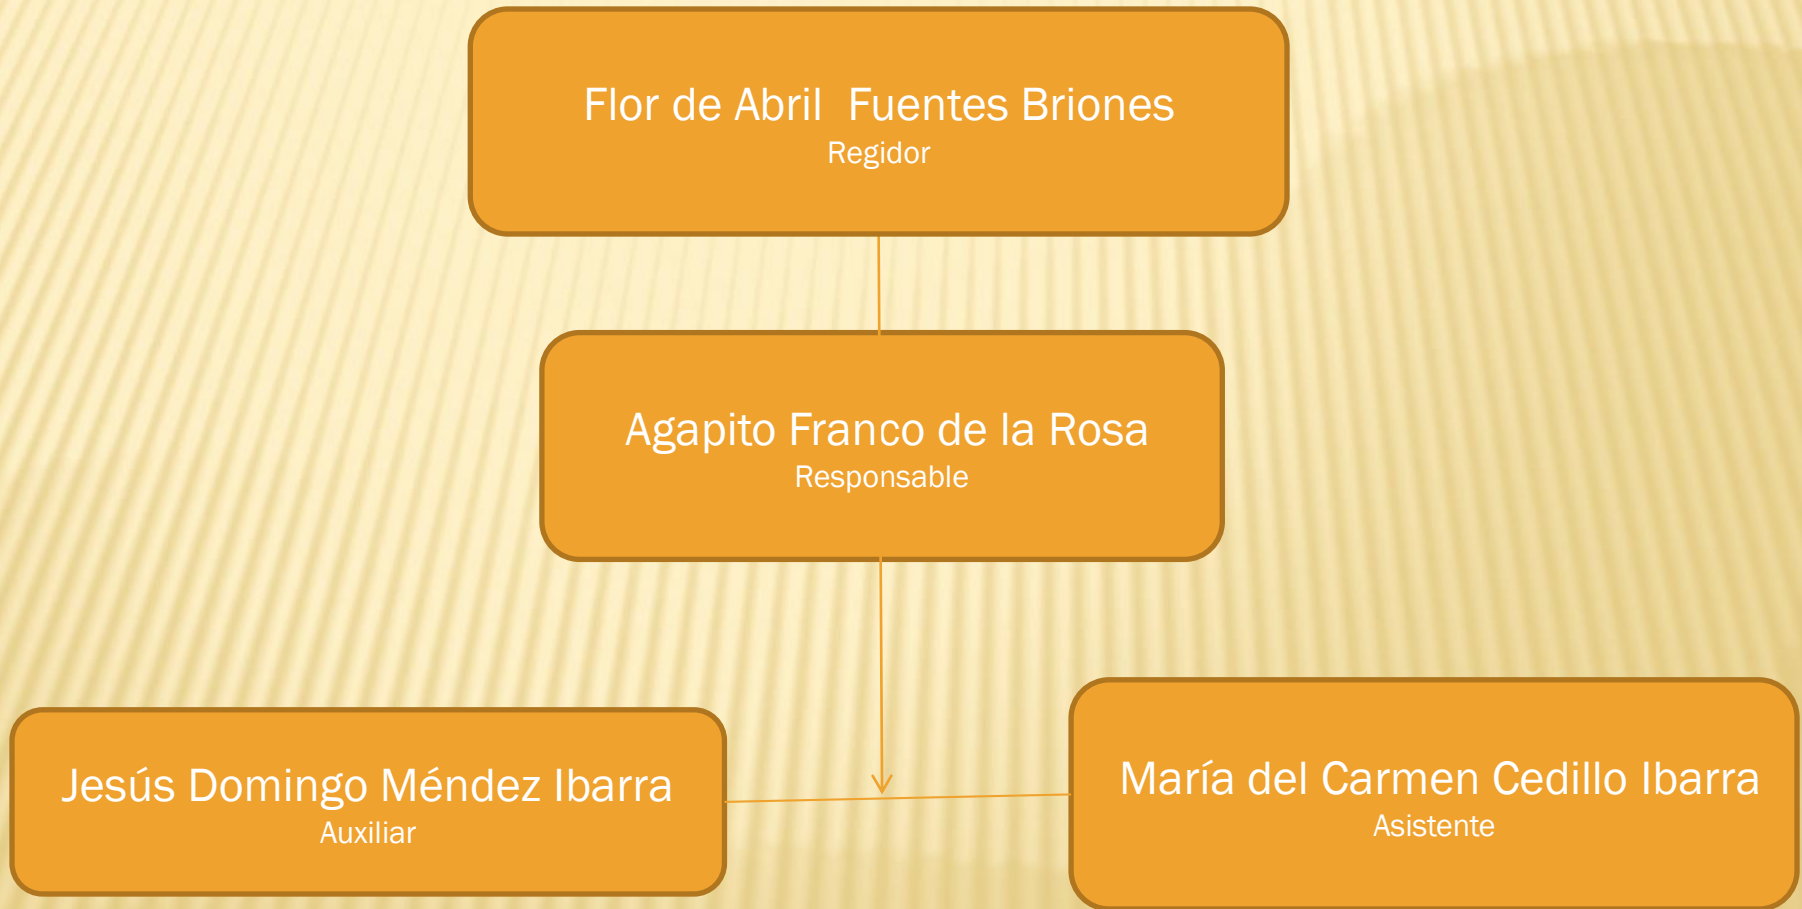 Flor de Abril  Fuentes Briones
Regidor
Agapito Franco de la Rosa
Responsable
Jesús Domingo Méndez Ibarra
Auxiliar
María del Carmen Cedillo Ibarra
Asistente